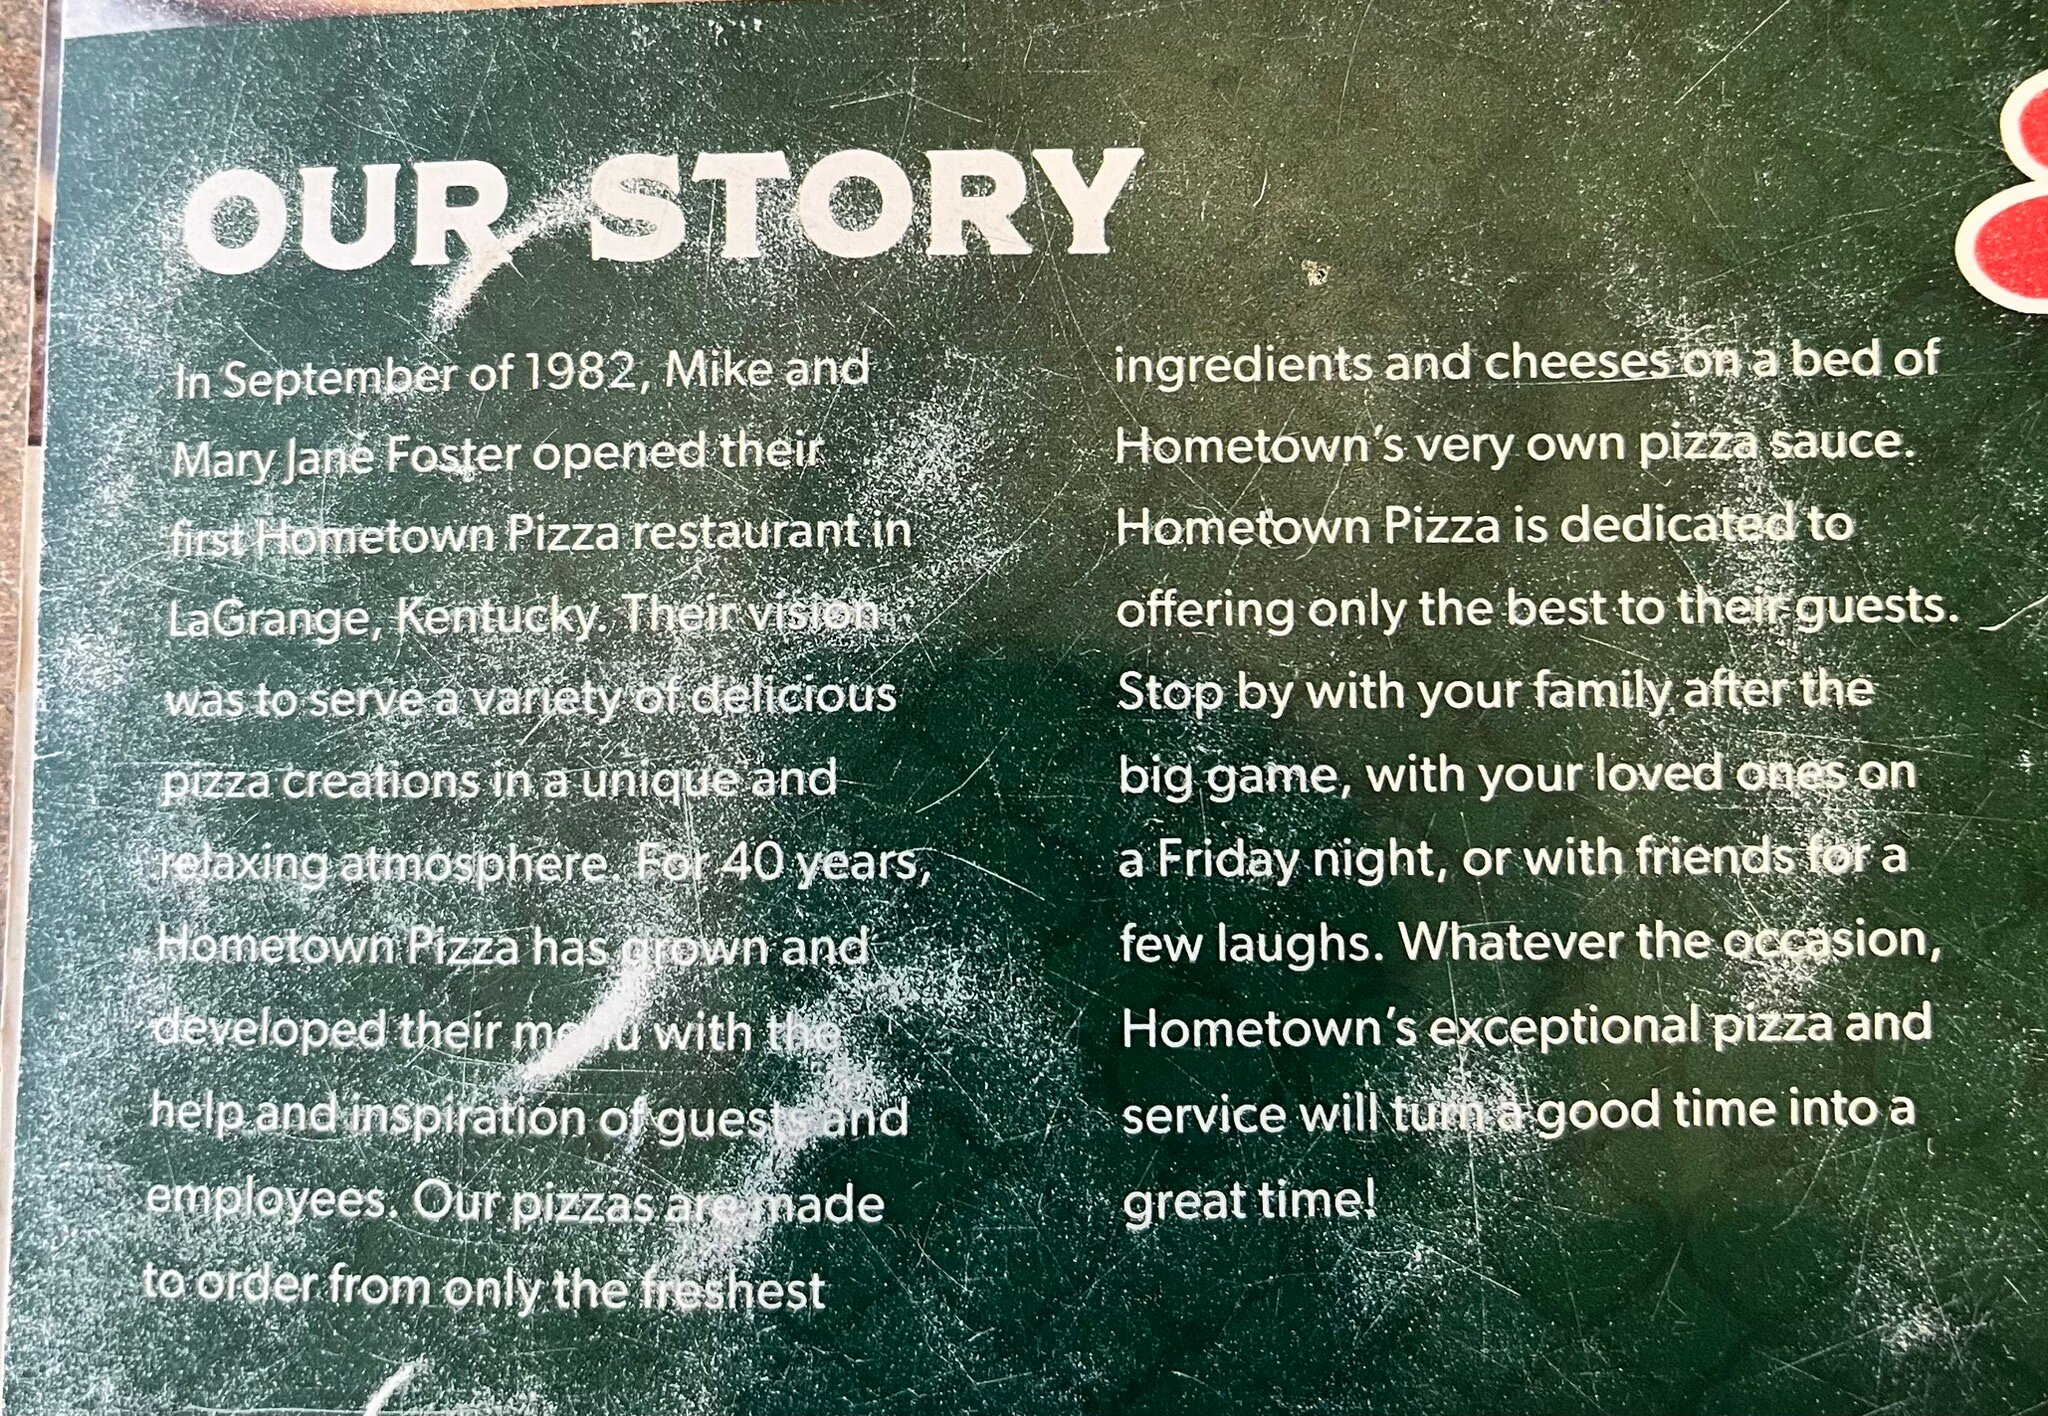 OUR STORY
In September of 1982, Mike and
Mary Jane Foster opened their
first Hometown Pizza restaurant in
LaGrange, Kentucky. Their vision
was to serve a variety of delicious
pizza creations in a unique and
relaxing atmosphere. For 40 years,
Hometown Pizza has grown and
developed their menu with the
help and inspiration of guests and
employees. Our pizzas are made
to order from only the freshest
ingredients and cheeses on a bed of
Hometown's very own pizza sauce.
Hometown Pizza is dedicated to
offering only the best to their guests.
Stop by with your family after the
big game, with your loved ones on
a Friday night, or with friends for a
few laughs. Whatever the occasion,
Hometown's exceptional pizza and
service will turn a good time into a
great time!